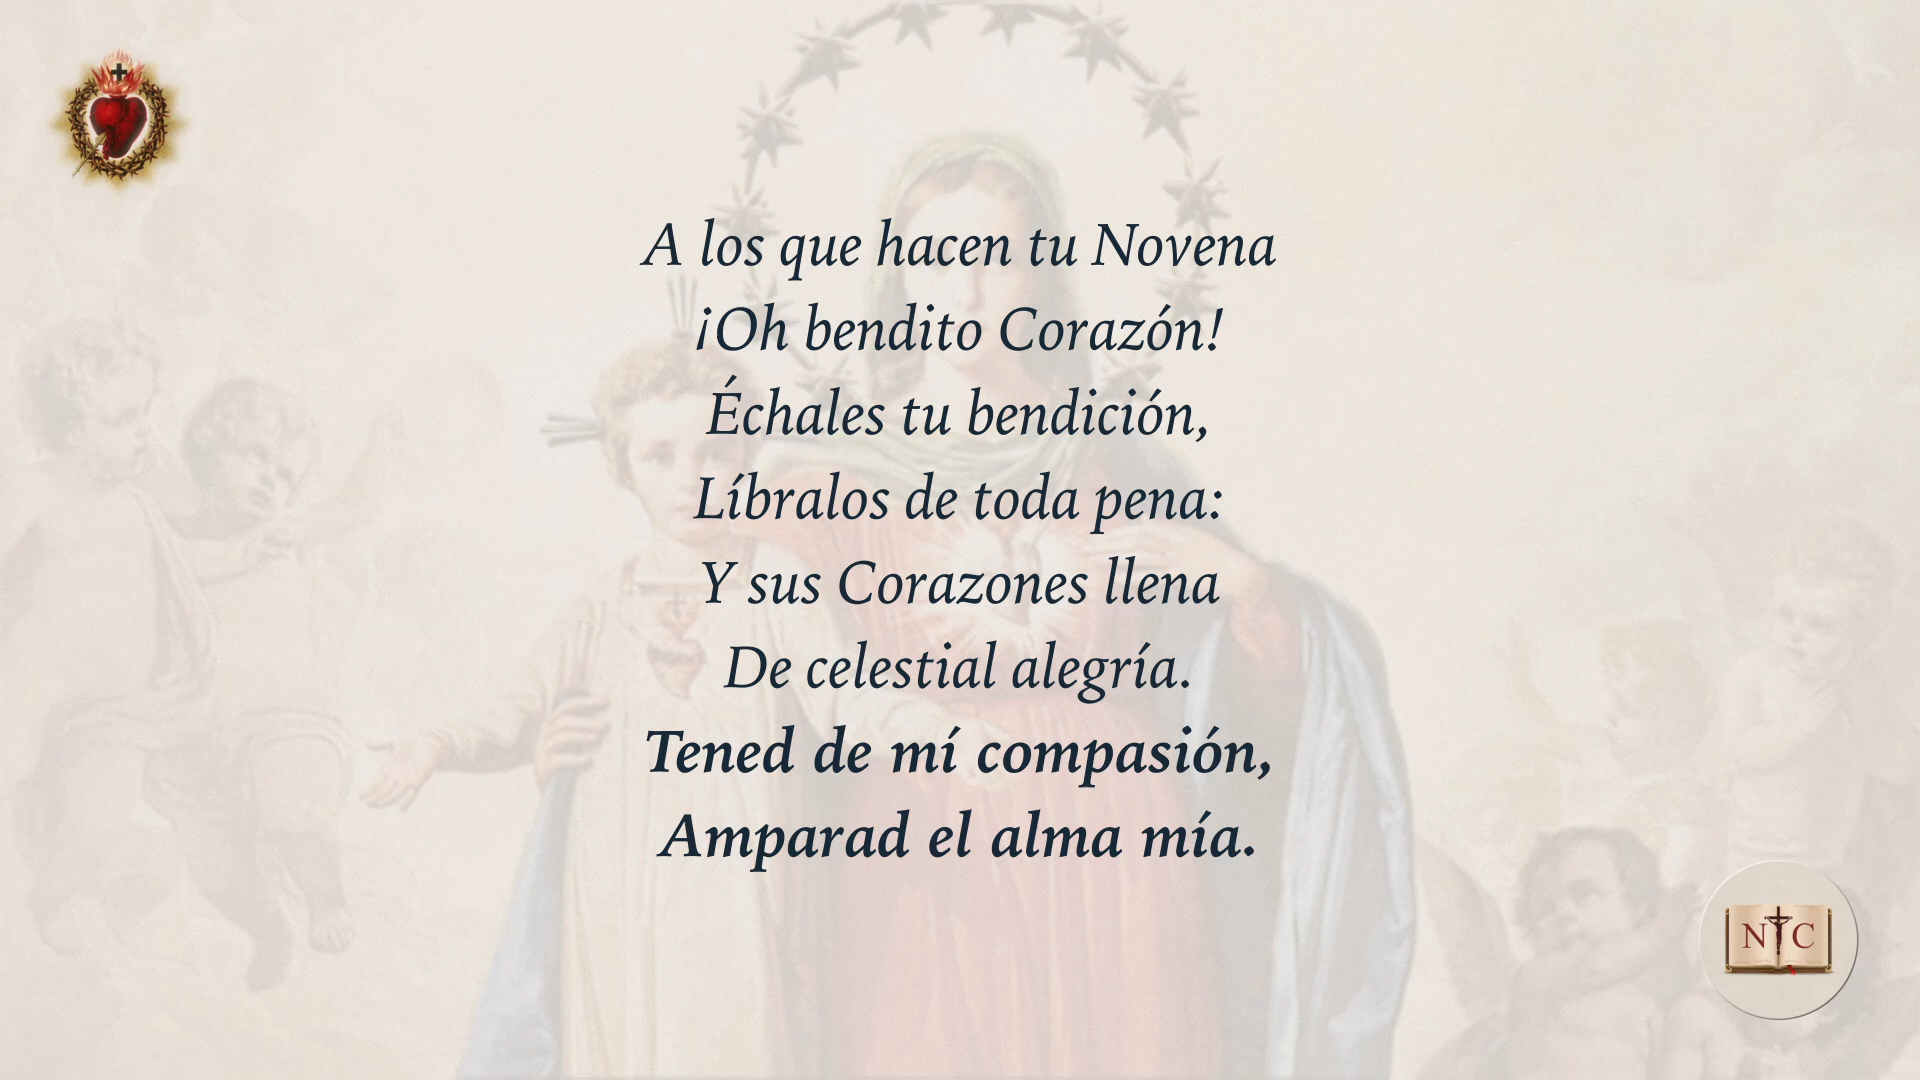 A los que hacen tu Novena
¡Oh bendito Corazón!
Échales tu bendición,
Líbralos de toda pena:
Y sus Corazones llena
De celestial alegría.
Tened de mí compasión,
Amparad el alma mía.
N C